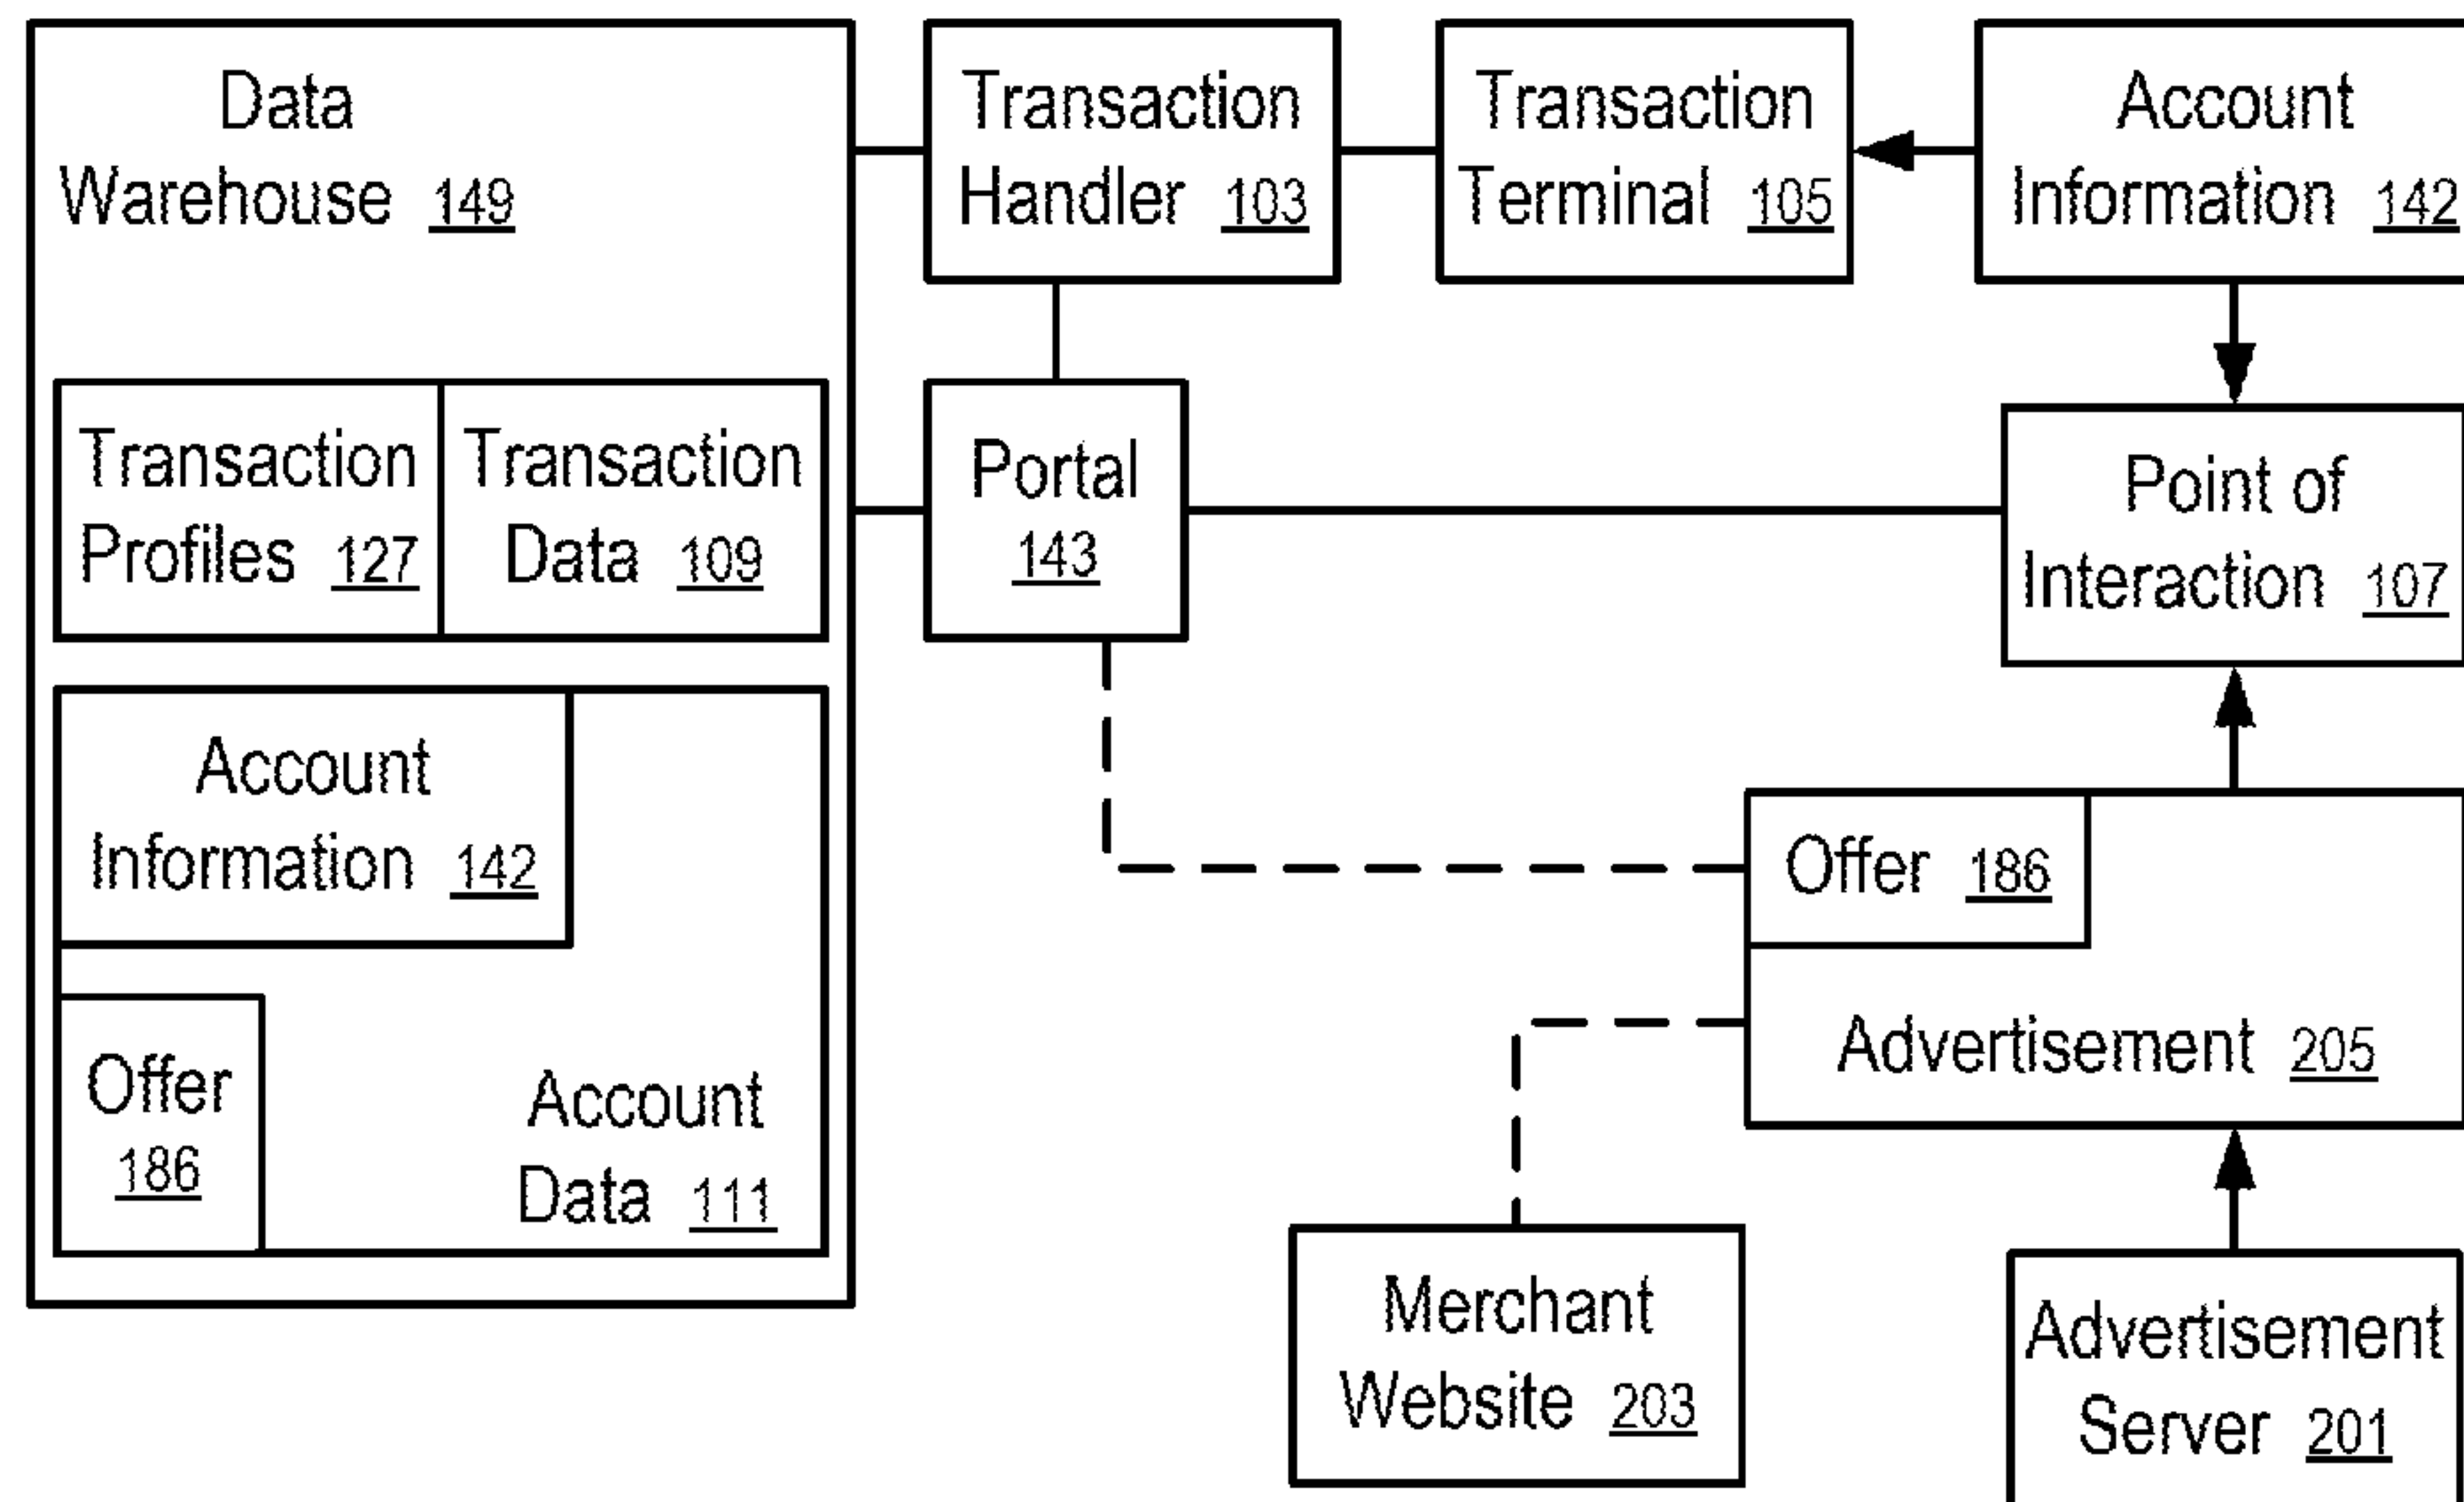 Data
Warehouse 149
Transaction
Handler 103
Transaction
Terminal 105
Account
Information 142
Transaction
Profiles 127
Transaction
Data 109
Portal
143
Point of
Interaction 107
Account
Information 142
Offer
186
Account
Data 111
Offer 186
Advertisement 205
Merchant
Website 203
Advertisement
Server 201